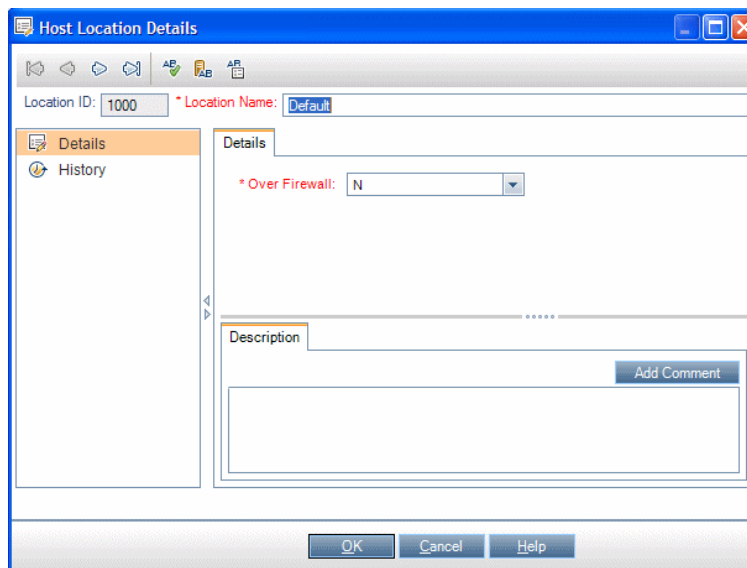 Host Location Details
Location ID: 1000 * Location Name: Default
Details
History
Details
* Over Firewall: N
Description
Add Comment
OK Cancel Help